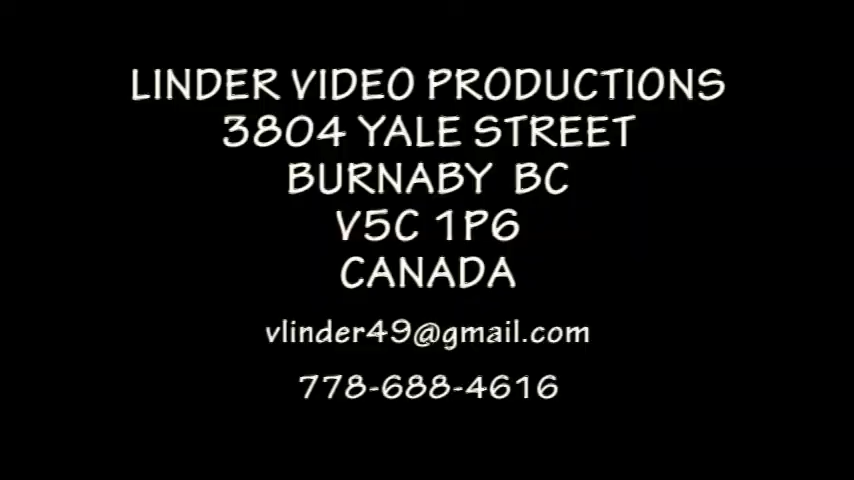 LINDER VIDEO PRODUCTIONS
3804 YALE STREET
BURNABY BC
V5C 1P6
CANADA
vlinder49@gmail.com
778-688-4616